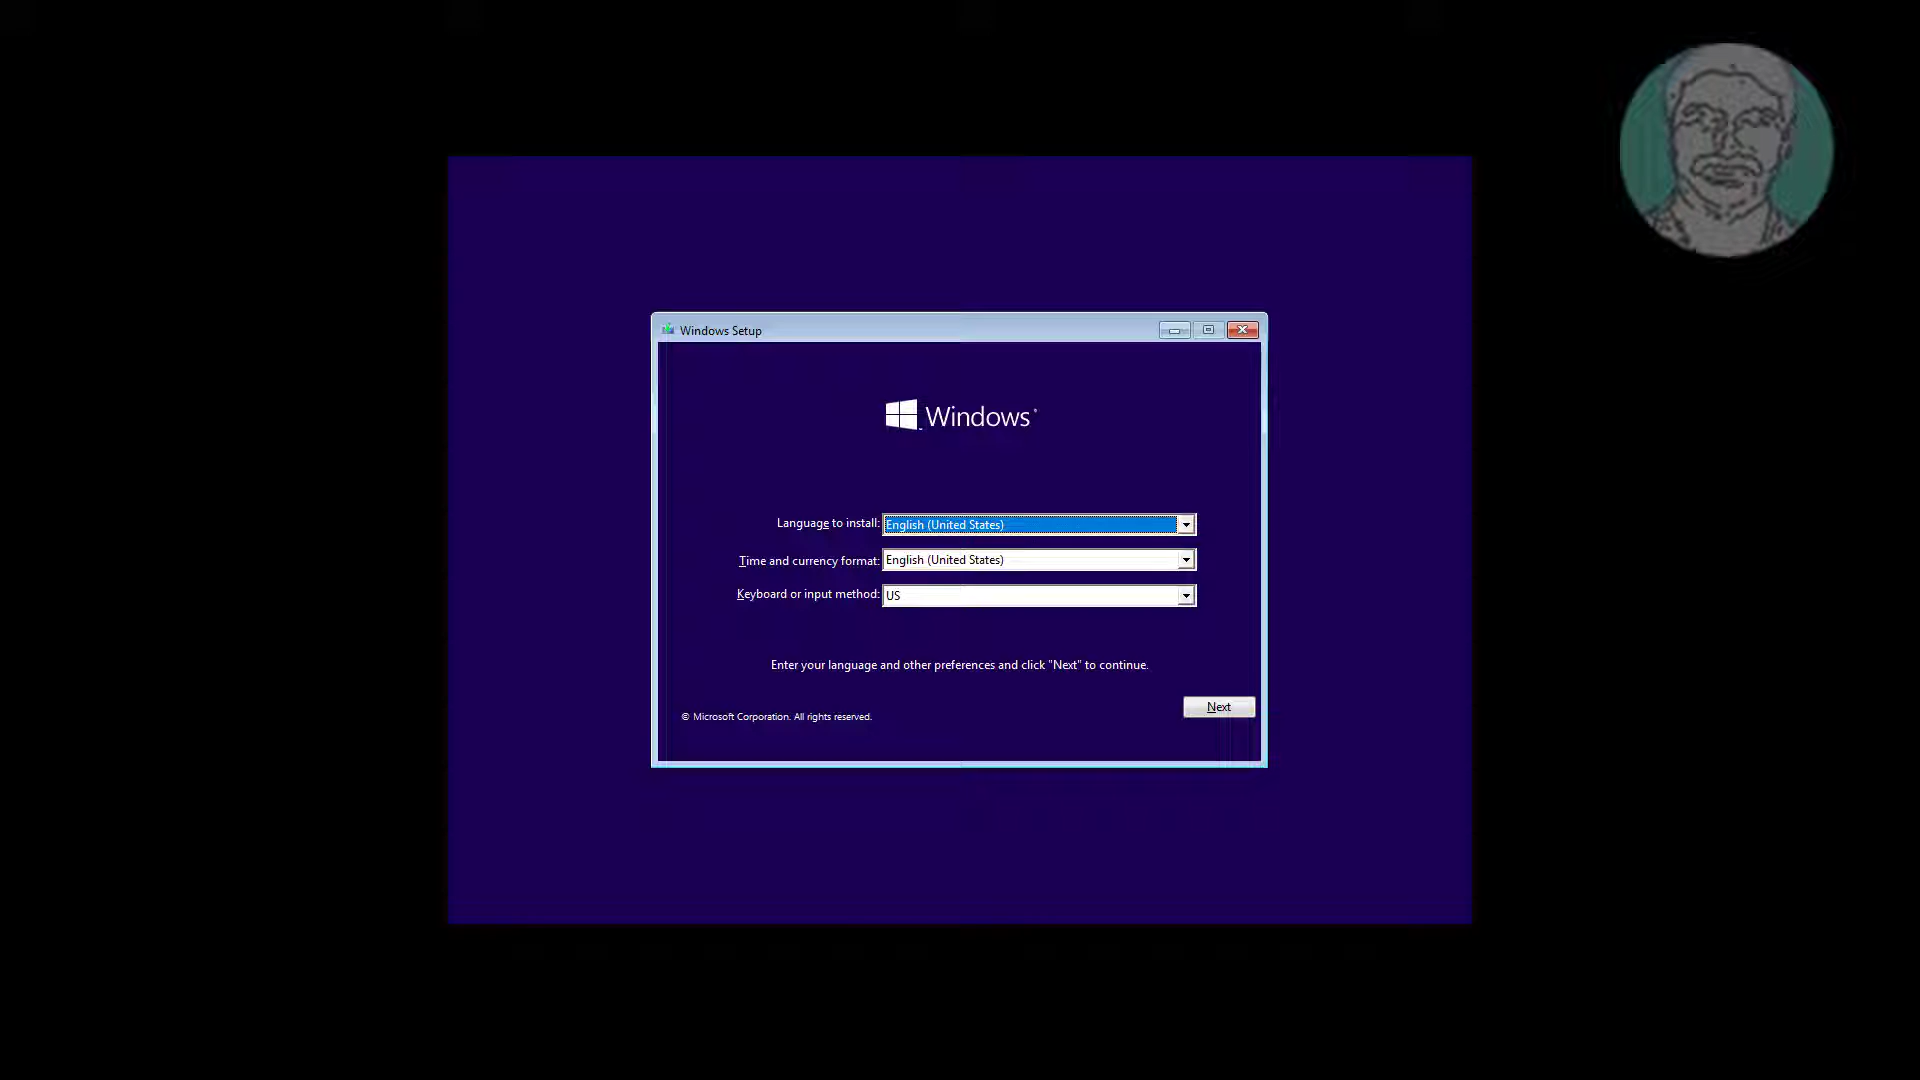 Windows Setup
Windows
Language to install: English (United States)
Time and currency format: English (United States)
Keyboard or input method: US
Enter your language and other preferences and click "Next" to continue.
Next
© Microsoft Corporation. All rights reserved.